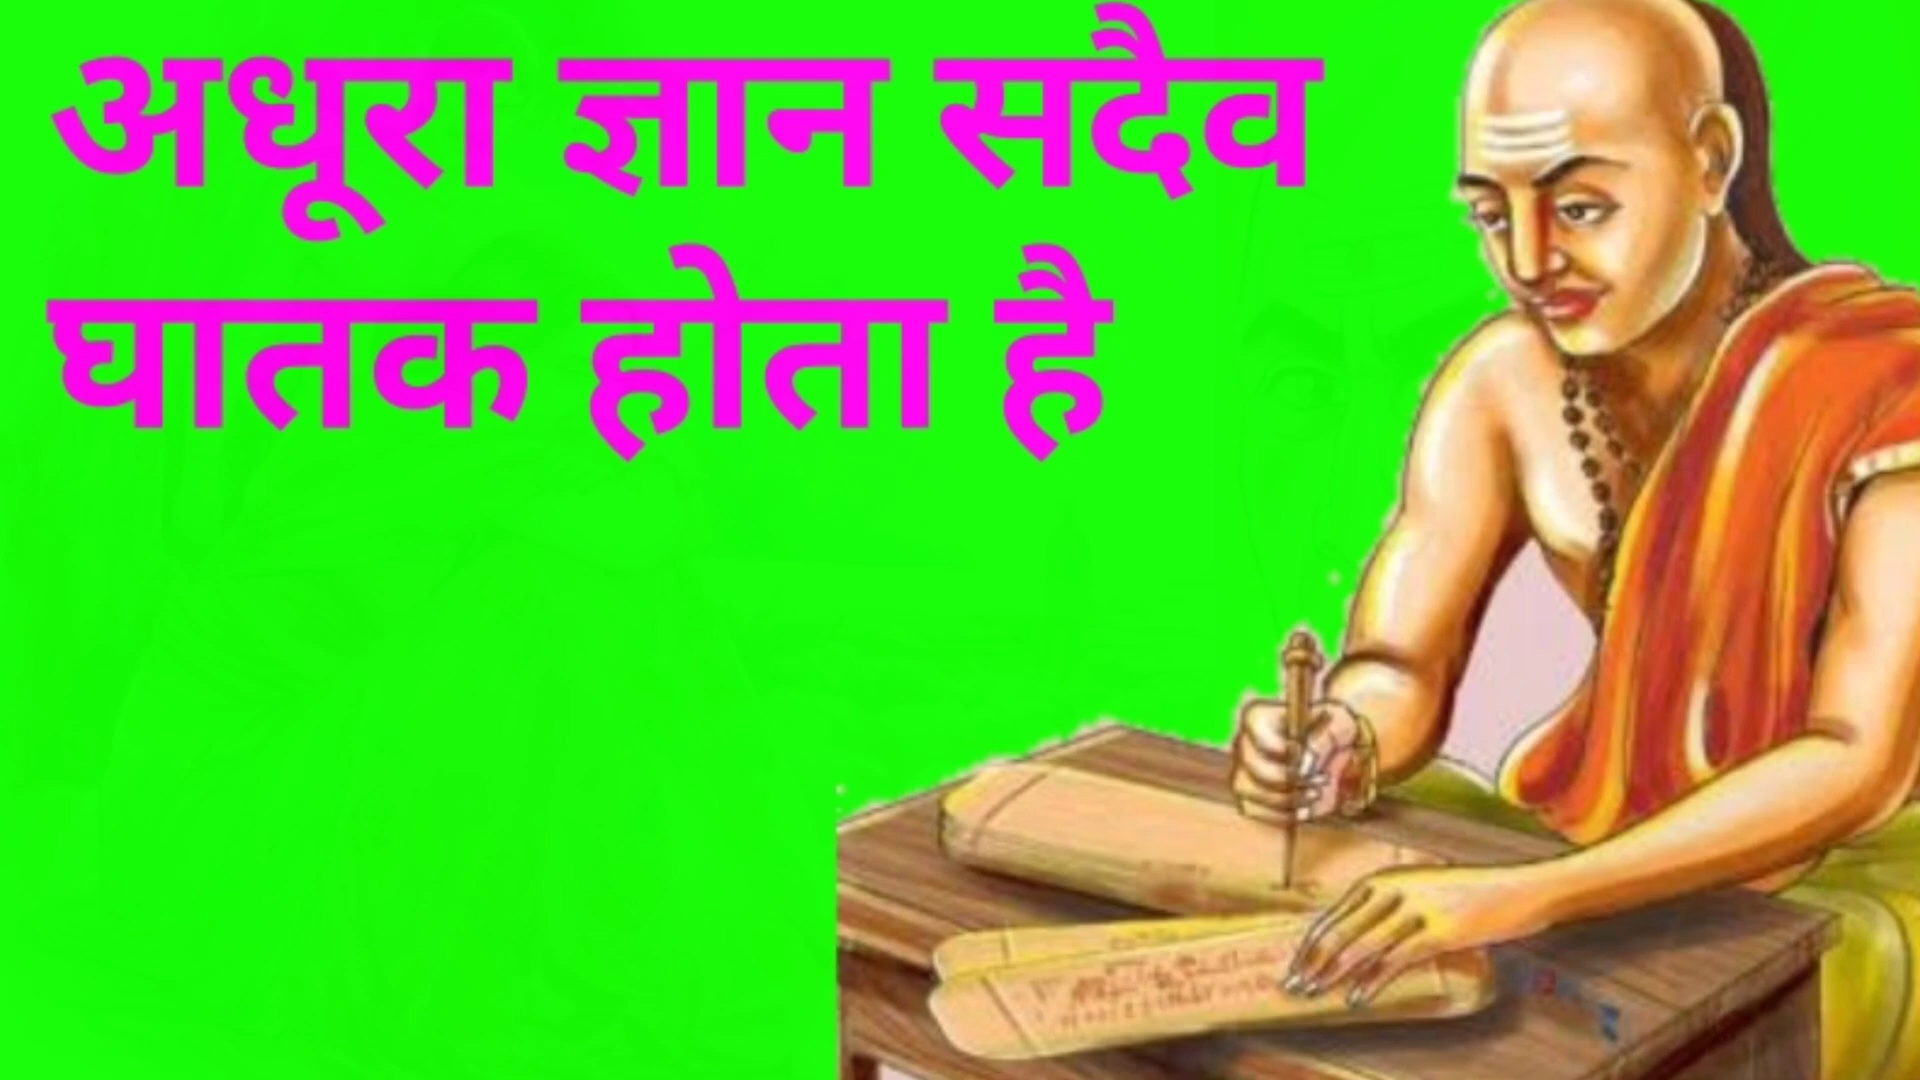 अधूरा ज्ञान सदैव
घातक होता है